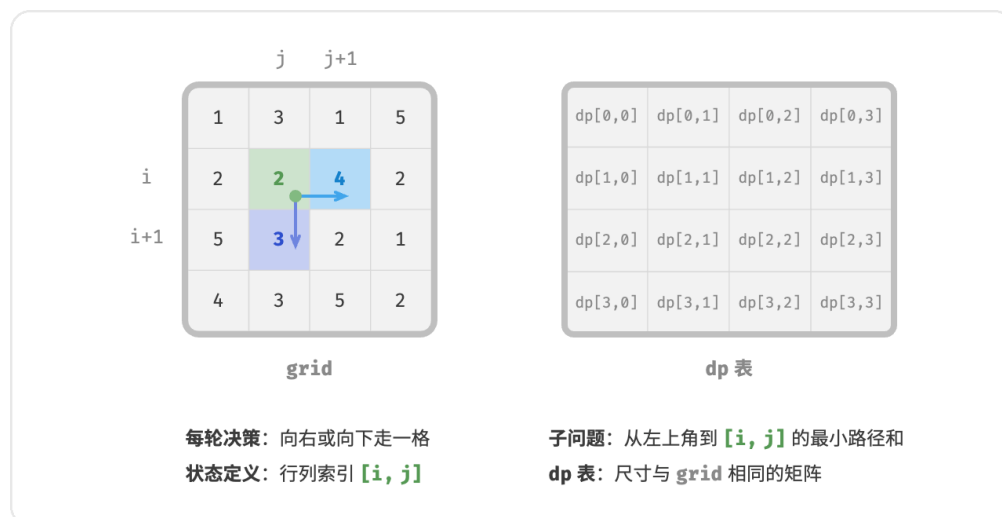 j j+1
1 3 1 5
i 2 2 4 2
i+1 5 3 2 1
4 3 5 2
grid
dp[0,0] dp[0,1] dp[0,2] dp[0,3]
dp[1,0] dp[1,1] dp[1,2] dp[1,3]
dp[2,0] dp[2,1] dp[2,2] dp[2,3]
dp[3,0] dp[3,1] dp[3,2] dp[3,3]
dp 表
每轮决策：向右或向下走一格
状态定义：行列索引 [i, j]
子问题：从左上角到 [i, j] 的最小路径和
dp 表：尺寸与 grid 相同的矩阵